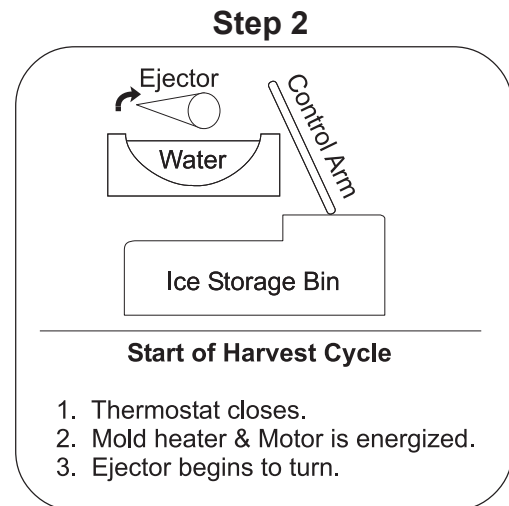 Step 2
Ejector
Control Arm
Water
Ice Storage Bin
Start of Harvest Cycle
1. Thermostat closes.
2. Mold heater & Motor is energized.
3. Ejector begins to turn.